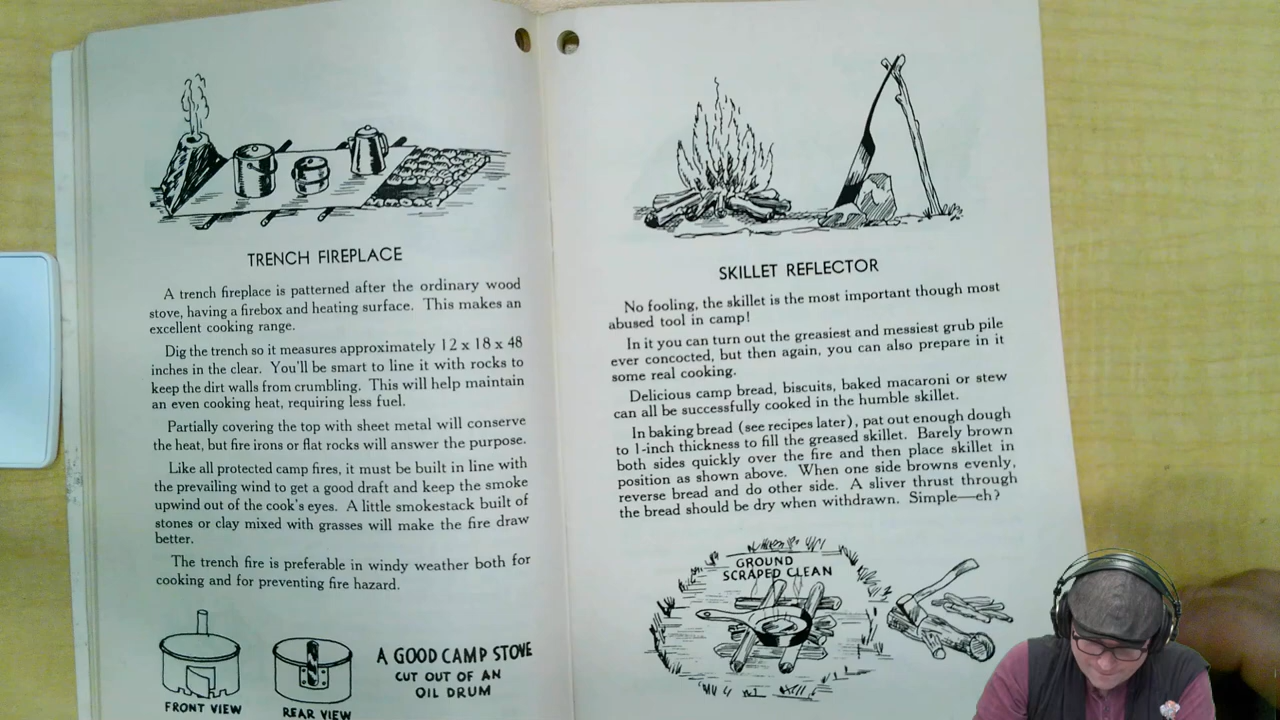 TRENCH FIREPLACE
A trench fireplace is patterned after the ordinary wood
stove, having a firebox and heating surface. This makes an
excellent cooking range.
Dig the trench so it measures approximately 12 x 18 x 48
inches in the clear. You'll be smart to line it with rocks to
keep the dirt walls from crumbling. This will help maintain
an even cooking heat, requiring less fuel.
Partially covering the top with sheet metal will conserve
the heat, but fire irons or flat rocks will answer the purpose.
Like all protected camp fires, it must be built in line with
the prevailing wind to get a good draft and keep the smoke
upwind out of the cook's eyes. A little smokestack built of
stones or clay mixed with grasses will make the fire draw
better.
The trench fire is preferable in windy weather both for
cooking and for preventing fire hazard.
FRONT VIEW
REAR VIEW
A GOOD CAMP STOVE
CUT OUT OF AN
OIL DRUM
SKILLET REFLECTOR
No fooling, the skillet is the most important though most
abused tool in camp!
In it you can turn out the greasiest and messiest grub pile
ever concocted, but then again, you can also prepare in it
some real cooking.
Delicious camp bread, biscuits, baked macaroni or stew
can all be successfully cooked in the humble skillet.
In baking bread (see recipes later), pat out enough dough
to 1-inch thickness to fill the greased skillet. Barely brown
both sides quickly over the fire and then place skillet in
position as shown above. When one side browns evenly,
reverse bread and do other side. A sliver thrust through
the bread should be dry when withdrawn. Simple—eh?
GROUND
SCRAPED CLEAN